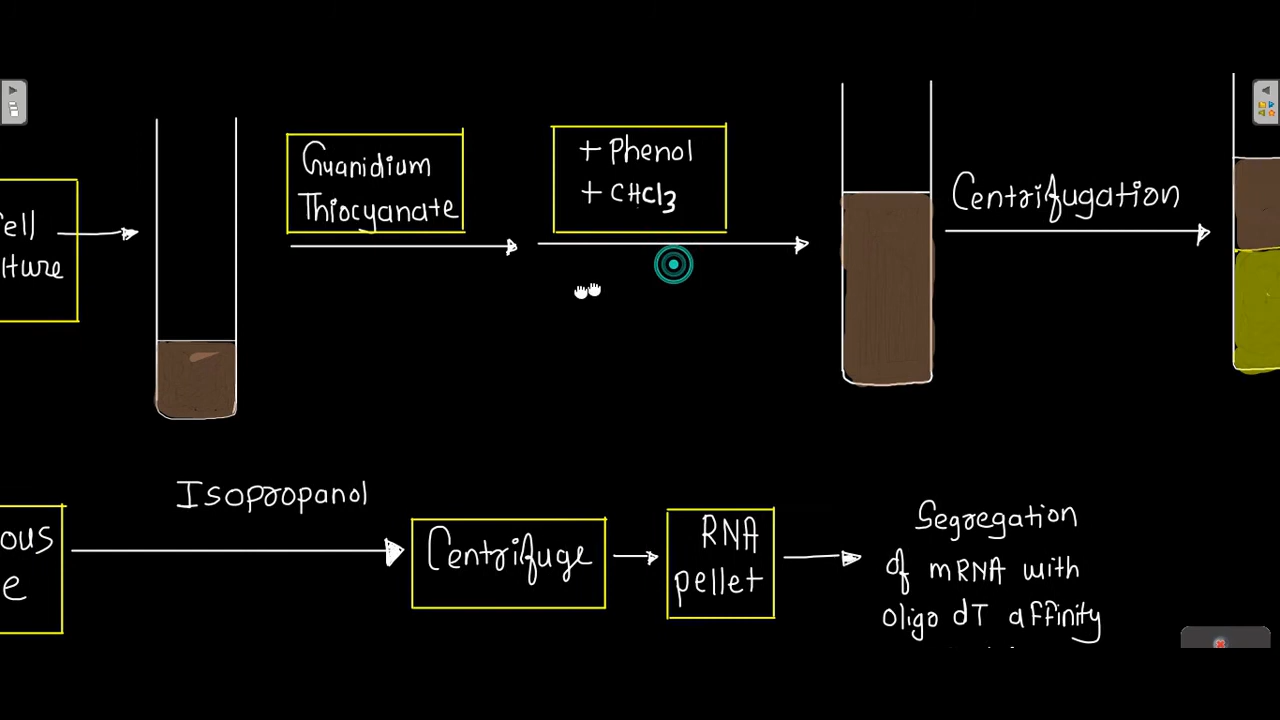 Guanidium
Thiocyanate
+ Phenol
+ CHCl3
Centrifugation
ell
lture
Isopropanol
ous
e
Centrifuge
RNA
pellet
Segregation
of mRNA with
oligo dT affinity